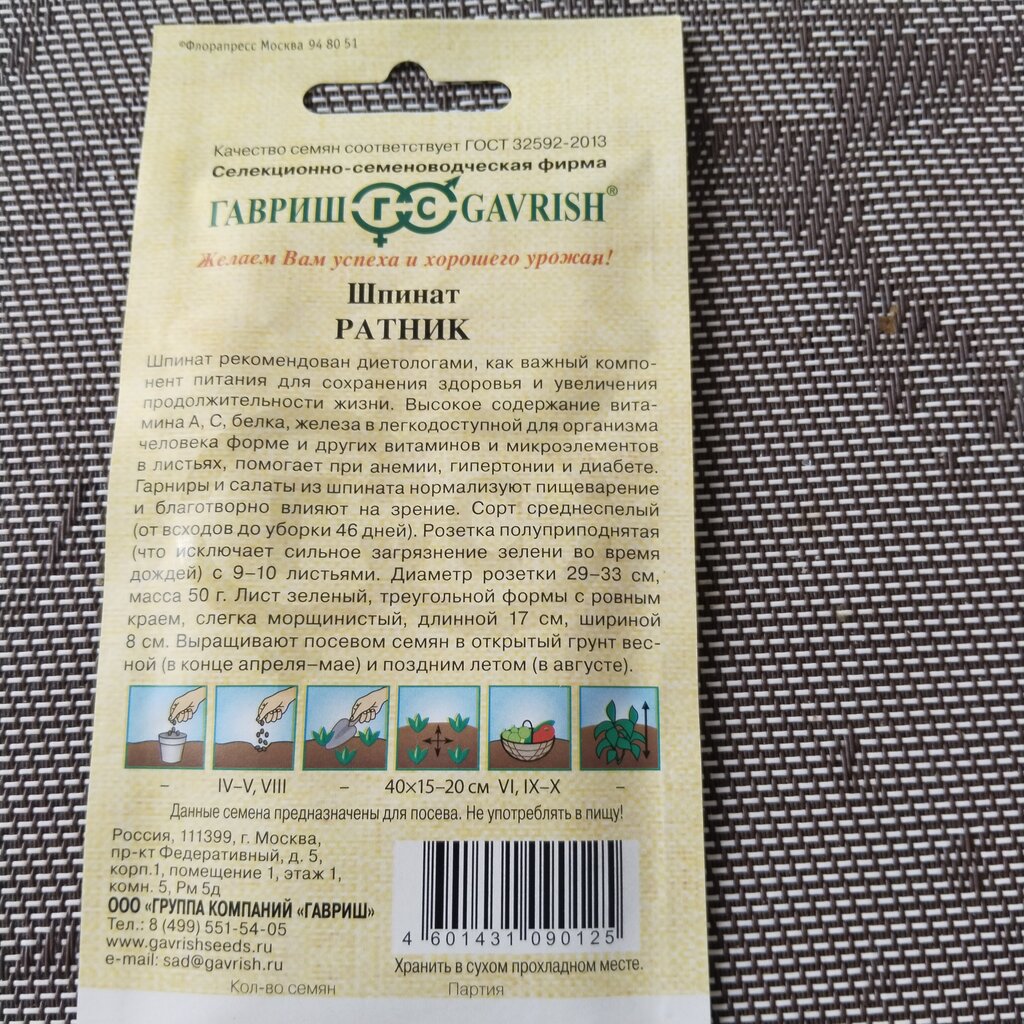 ®Флорапресс Москва 94 80 51
Качество семян соответствует ГОСТ 32592-2013
Селекционно-семеноводческая фирма
ГАВРИШ ГС GAVRISH®
Желаем Вам успеха и хорошего урожая!
Шпинат
РАТНИК
Шпинат рекомендован диетологами, как важный компо-
нент питания для сохранения здоровья и увеличения
продолжительности жизни. Высокое содержание вита-
мина А, С, белка, железа в легкодоступной для организма
человека форме и других витаминов и микроэлементов
в листьях, помогает при анемии, гипертонии и диабете.
Гарниры и салаты из шпината нормализуют пищеварение
и благотворно влияют на зрение. Сорт среднеспелый
(от всходов до уборки 46 дней). Розетка полуприподнятая
(что исключает сильное загрязнение зелени во время
дождей) с 9–10 листьями. Диаметр розетки 29–33 см,
масса 50 г. Лист зеленый, треугольной формы с ровным
краем, слегка морщинистый, длинной 17 см, шириной
8 см. Выращивают посевом семян в открытый грунт вес-
ной (в конце апреля–мае) и поздним летом (в августе).
– IV–V, VIII – 40×15–20 см VI, IX–X –
Данные семена предназначены для посева. Не употреблять в пищу!
Россия, 111399, г. Москва,
пр-кт Федеративный, д. 5,
корп.1, помещение 1, этаж 1,
комн. 5, Рм 5д
ООО «ГРУППА КОМПАНИЙ «ГАВРИШ»
Тел.: 8 (499) 551-54-05
www.gavrishseeds.ru
e-mail: sad@gavrish.ru
4 601431 090125
Хранить в сухом прохладном месте.
Кол-во семян Партия